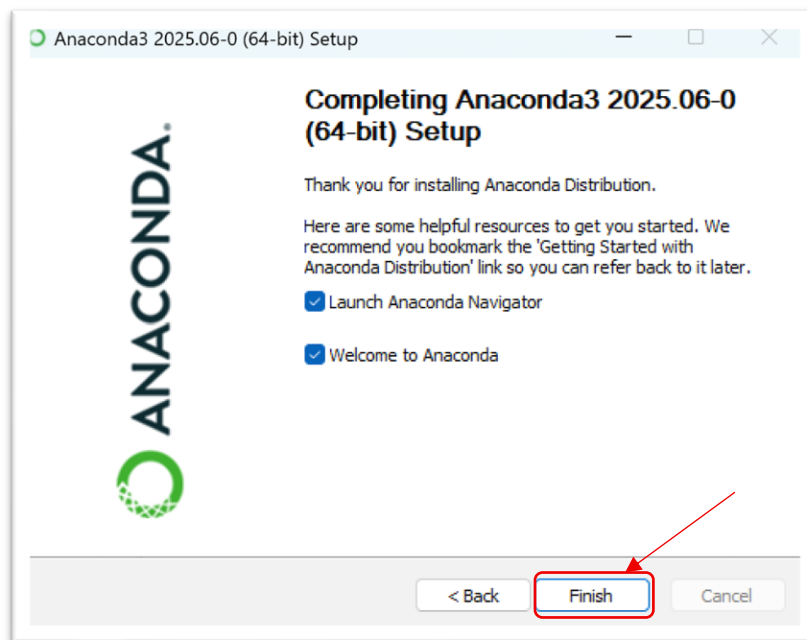 Anaconda3 2025.06-0 (64-bit) Setup
Completing Anaconda3 2025.06-0
(64-bit) Setup
Thank you for installing Anaconda Distribution.
Here are some helpful resources to get you started. We
recommend you bookmark the 'Getting Started with
Anaconda Distribution' link so you can refer back to it later.
Launch Anaconda Navigator
Welcome to Anaconda
ANACONDA.
< Back
Finish
Cancel